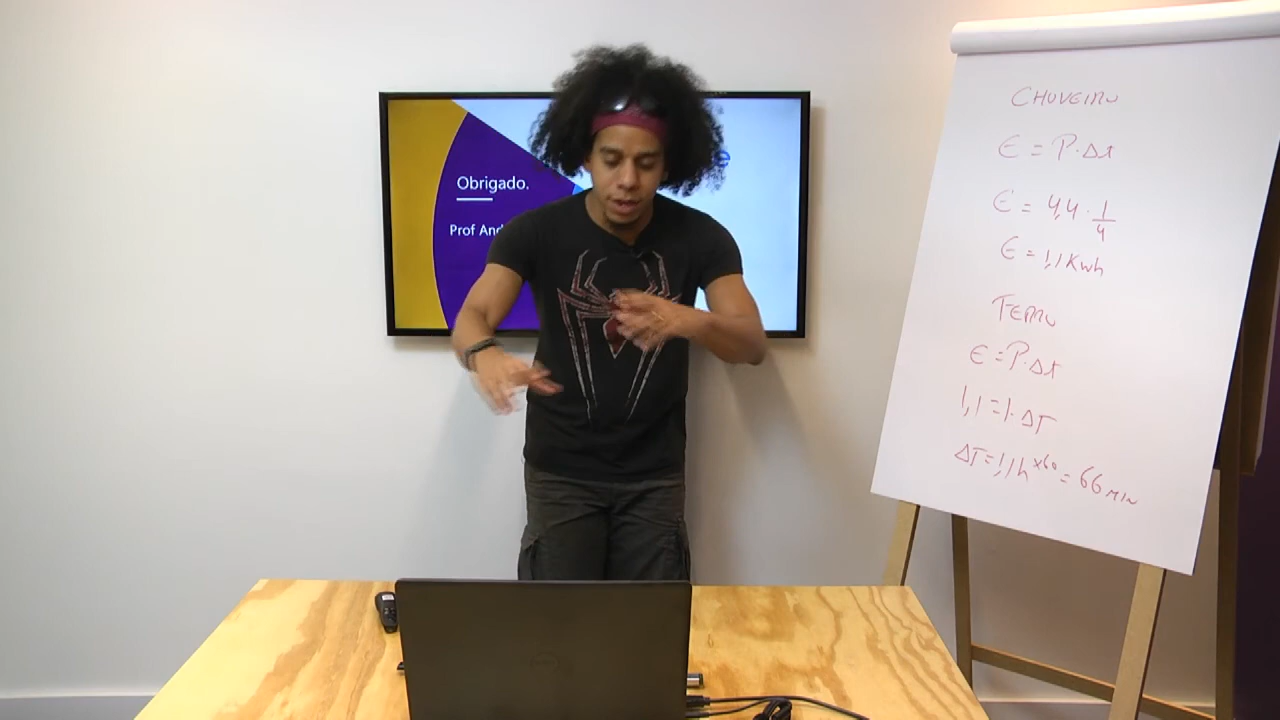 Obrigado.
Prof And
e
CHUVEIRO
E = P·Δt
E = 4,4·1/4
E = 1,1 Kwh
FERRO
E = P·Δt
1,1 = 1·ΔT
ΔT = 1,1h x60 = 66 MIN